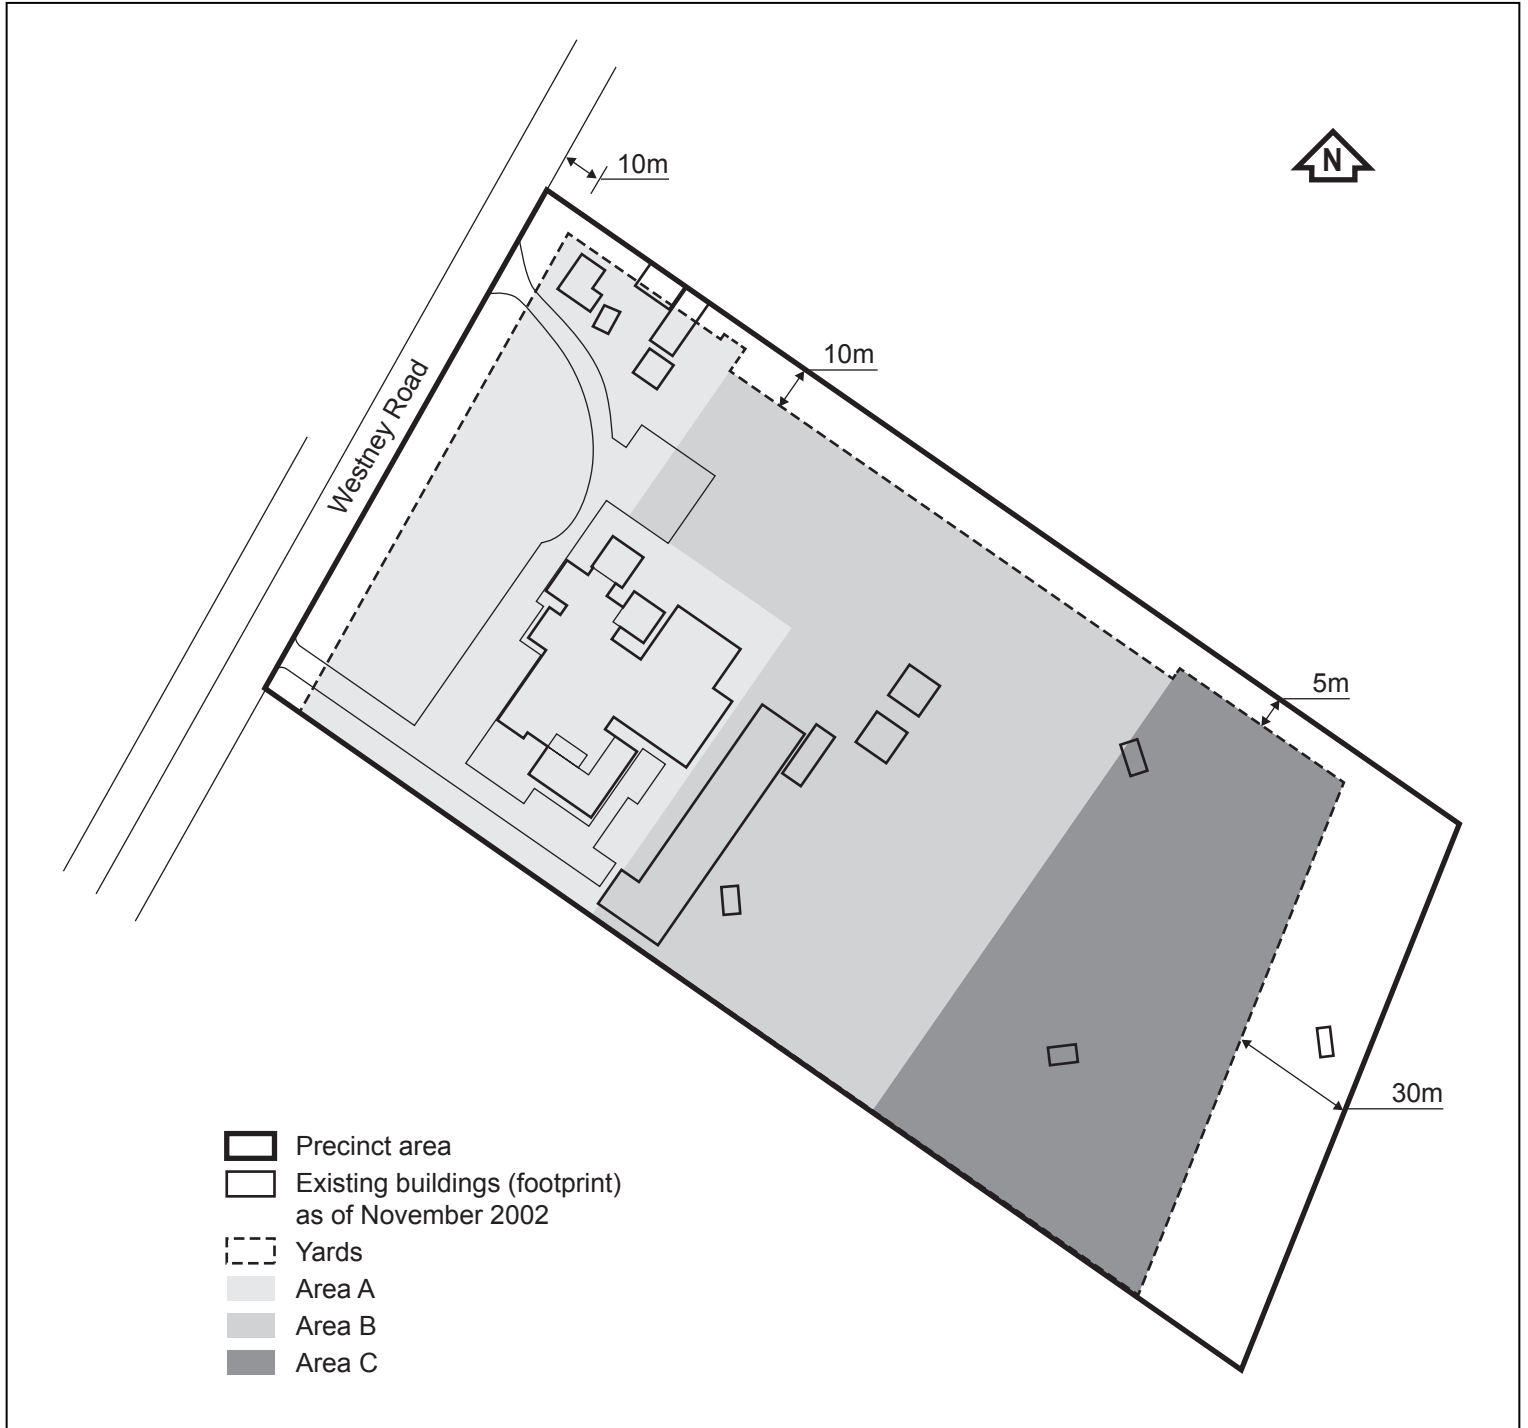 10m
N
10m
Westney Road
5m
30m
Precinct area
Existing buildings (footprint)
as of November 2002
Yards
Area A
Area B
Area C